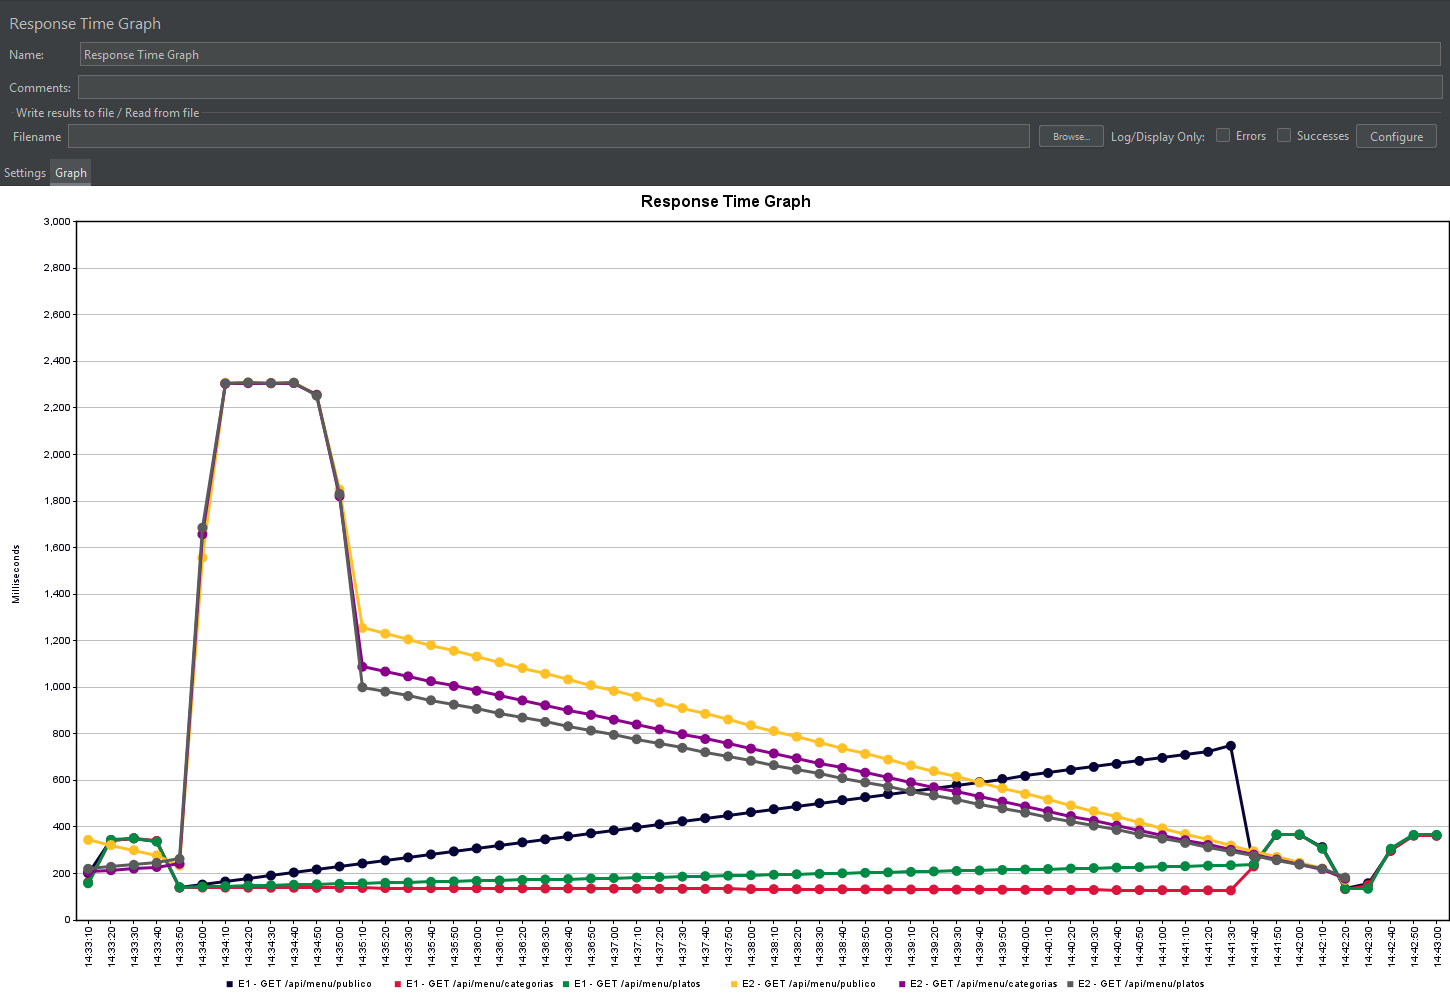 Response Time Graph
Name: Response Time Graph
Comments:
Write results to file / Read from file
Filename Browse... Log/Display Only: Errors Successes Configure
Settings Graph
Response Time Graph
3,000
2,800
2,600
2,400
2,200
2,000
1,800
1,600
1,400
1,200
1,000
800
600
400
200
0
Milliseconds
14:33:10 14:33:20 14:33:30 14:33:40 14:33:50 14:34:00 14:34:10 14:34:20 14:34:30 14:34:40 14:34:50 14:35:00 14:35:10 14:35:20 14:35:30 14:35:40 14:35:50 14:36:00 14:36:10 14:36:20 14:36:30 14:36:40 14:36:50 14:37:00 14:37:10 14:37:20 14:37:30 14:37:40 14:37:50 14:38:00 14:38:10 14:38:20 14:38:30 14:38:40 14:38:50 14:39:00 14:39:10 14:39:20 14:39:30 14:39:40 14:39:50 14:40:00 14:40:10 14:40:20 14:40:30 14:40:40 14:40:50 14:41:00 14:41:10 14:41:20 14:41:30 14:41:40 14:41:50 14:42:00 14:42:10 14:42:20 14:42:30 14:42:40 14:42:50 14:43:00
E1 - GET /api/menu/publico E1 - GET /api/menu/categorias E1 - GET /api/menu/platos E2 - GET /api/menu/publico E2 - GET /api/menu/categorias E2 - GET /api/menu/platos